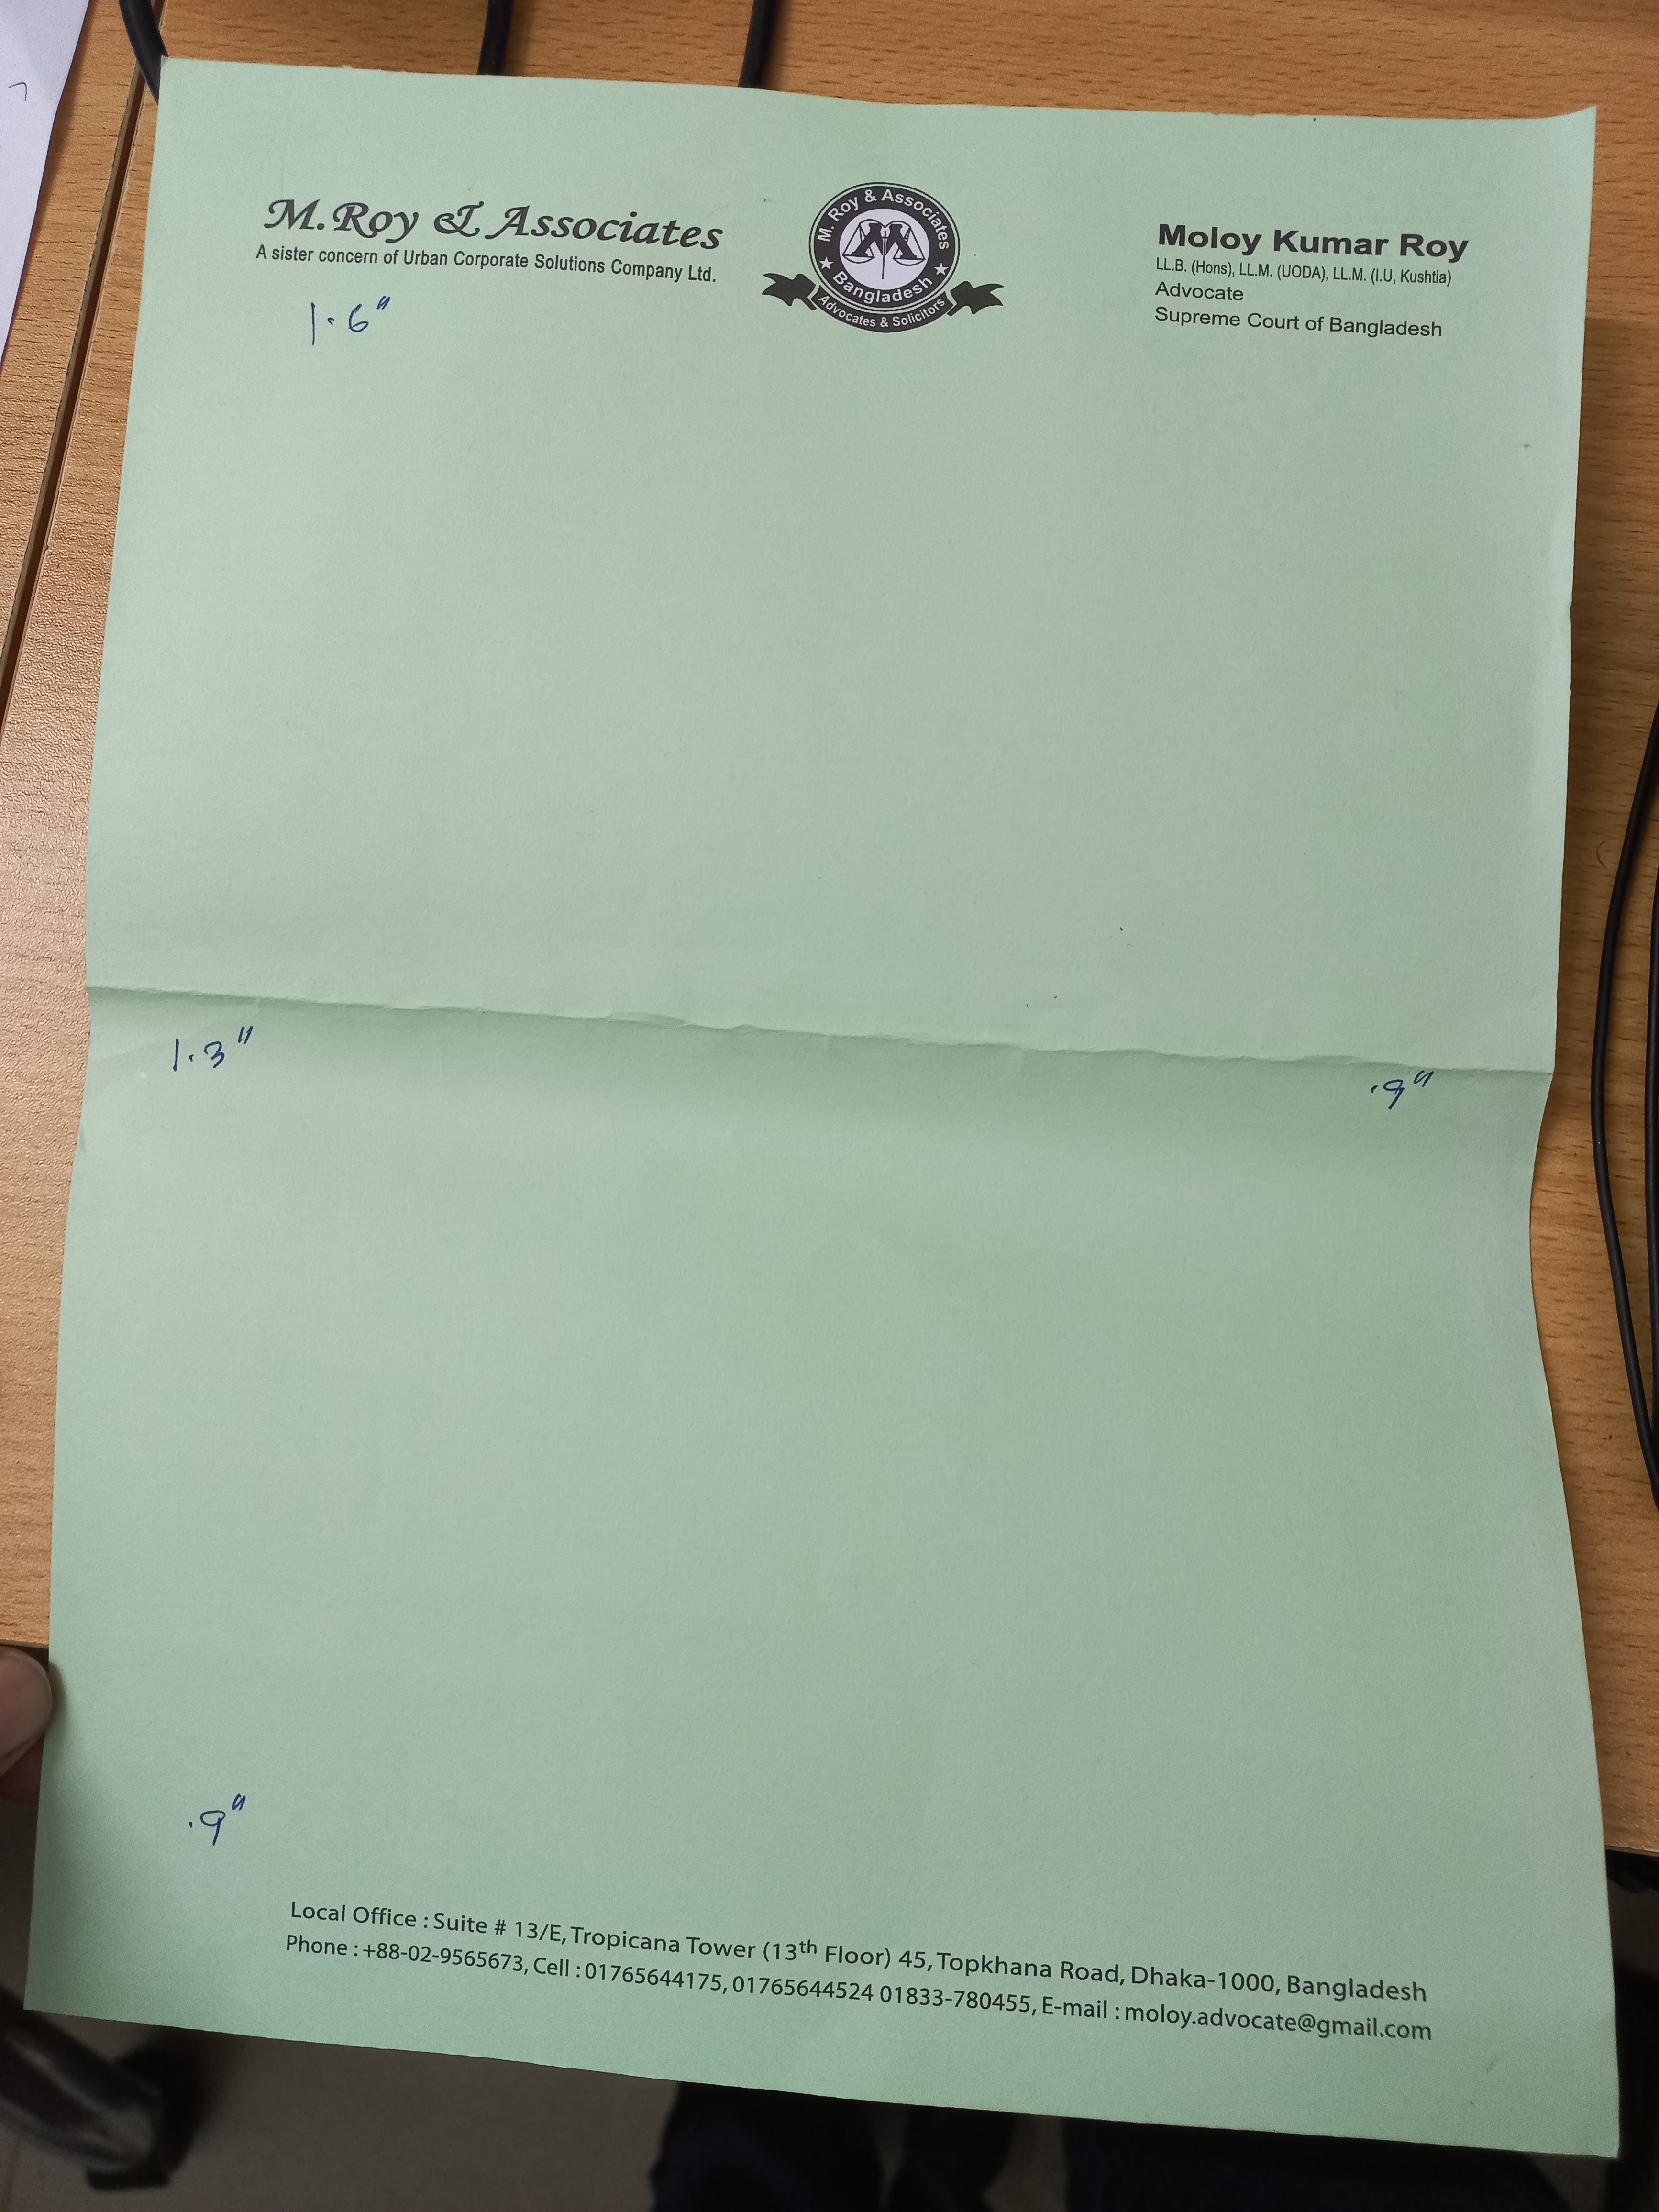 M. Roy & Associates
A sister concern of Urban Corporate Solutions Company Ltd.
M. Roy & Associates
Bangladesh
Advocates & Solicitors
Moloy Kumar Roy
LL.B. (Hons), LL.M. (UODA), LL.M. (I.U, Kushtia)
Advocate
Supreme Court of Bangladesh
1.6"
1.3"
.9"
.9"
Local Office : Suite # 13/E, Tropicana Tower (13th Floor) 45, Topkhana Road, Dhaka-1000, Bangladesh
Phone : +88-02-9565673, Cell : 01765644175, 01765644524 01833-780455, E-mail : moloy.advocate@gmail.com